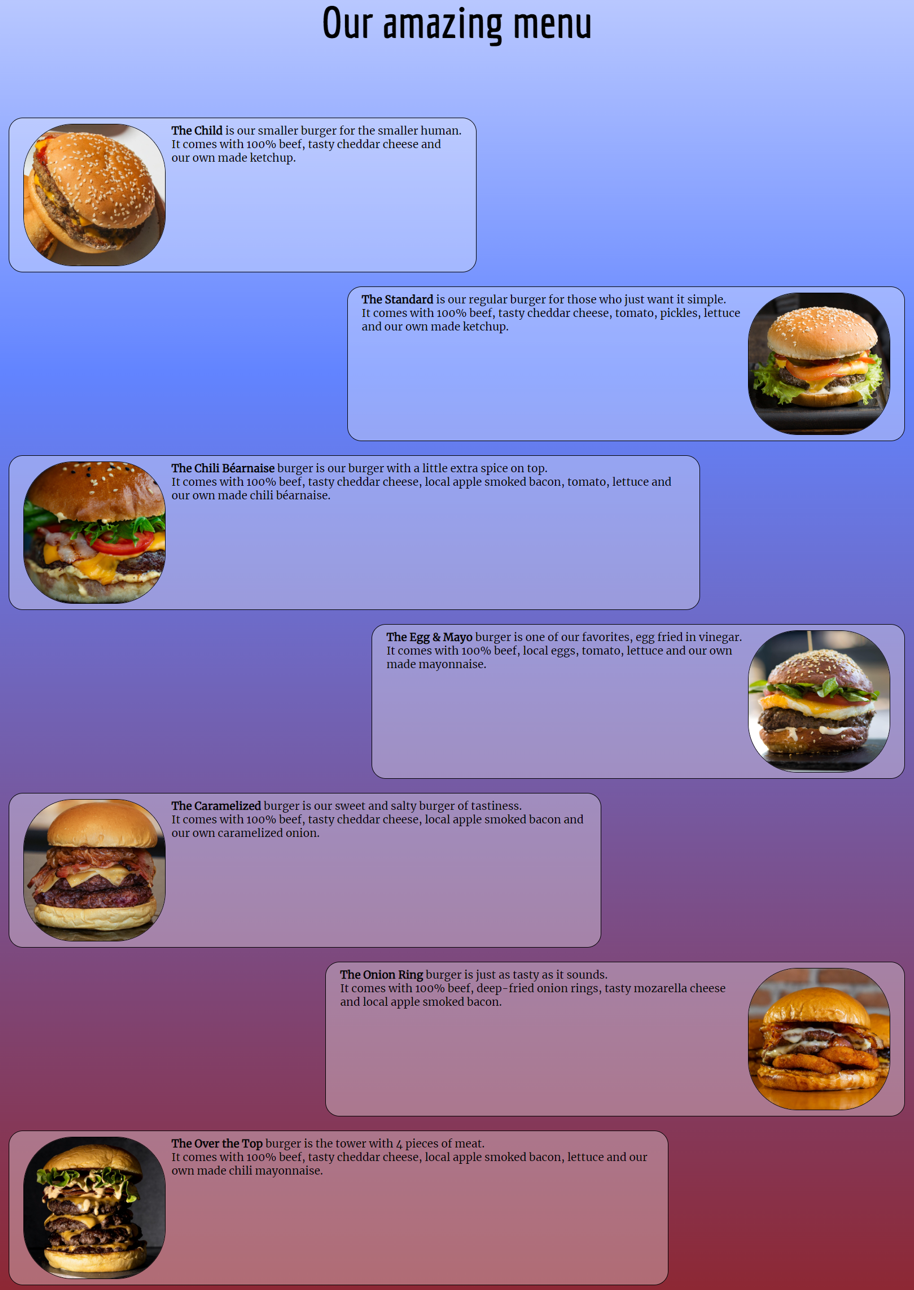 Our amazing menu
The Child is our smaller burger for the smaller human.
It comes with 100% beef, tasty cheddar cheese and
our own made ketchup.
The Standard is our regular burger for those who just want it simple.
It comes with 100% beef, tasty cheddar cheese, tomato, pickles, lettuce
and our own made ketchup.
The Chili Béarnaise burger is our burger with a little extra spice on top.
It comes with 100% beef, tasty cheddar cheese, local apple smoked bacon, tomato, lettuce and
our own made chili béarnaise.
The Egg & Mayo burger is one of our favorites, egg fried in vinegar.
It comes with 100% beef, local eggs, tomato, lettuce and our own
made mayonnaise.
The Caramelized burger is our sweet and salty burger of tastiness.
It comes with 100% beef, tasty cheddar cheese, local apple smoked bacon and
our own caramelized onion.
The Onion Ring burger is just as tasty as it sounds.
It comes with 100% beef, deep-fried onion rings, tasty mozarella cheese
and local apple smoked bacon.
The Over the Top burger is the tower with 4 pieces of meat.
It comes with 100% beef, tasty cheddar cheese, local apple smoked bacon, lettuce and our
own made chili mayonnaise.